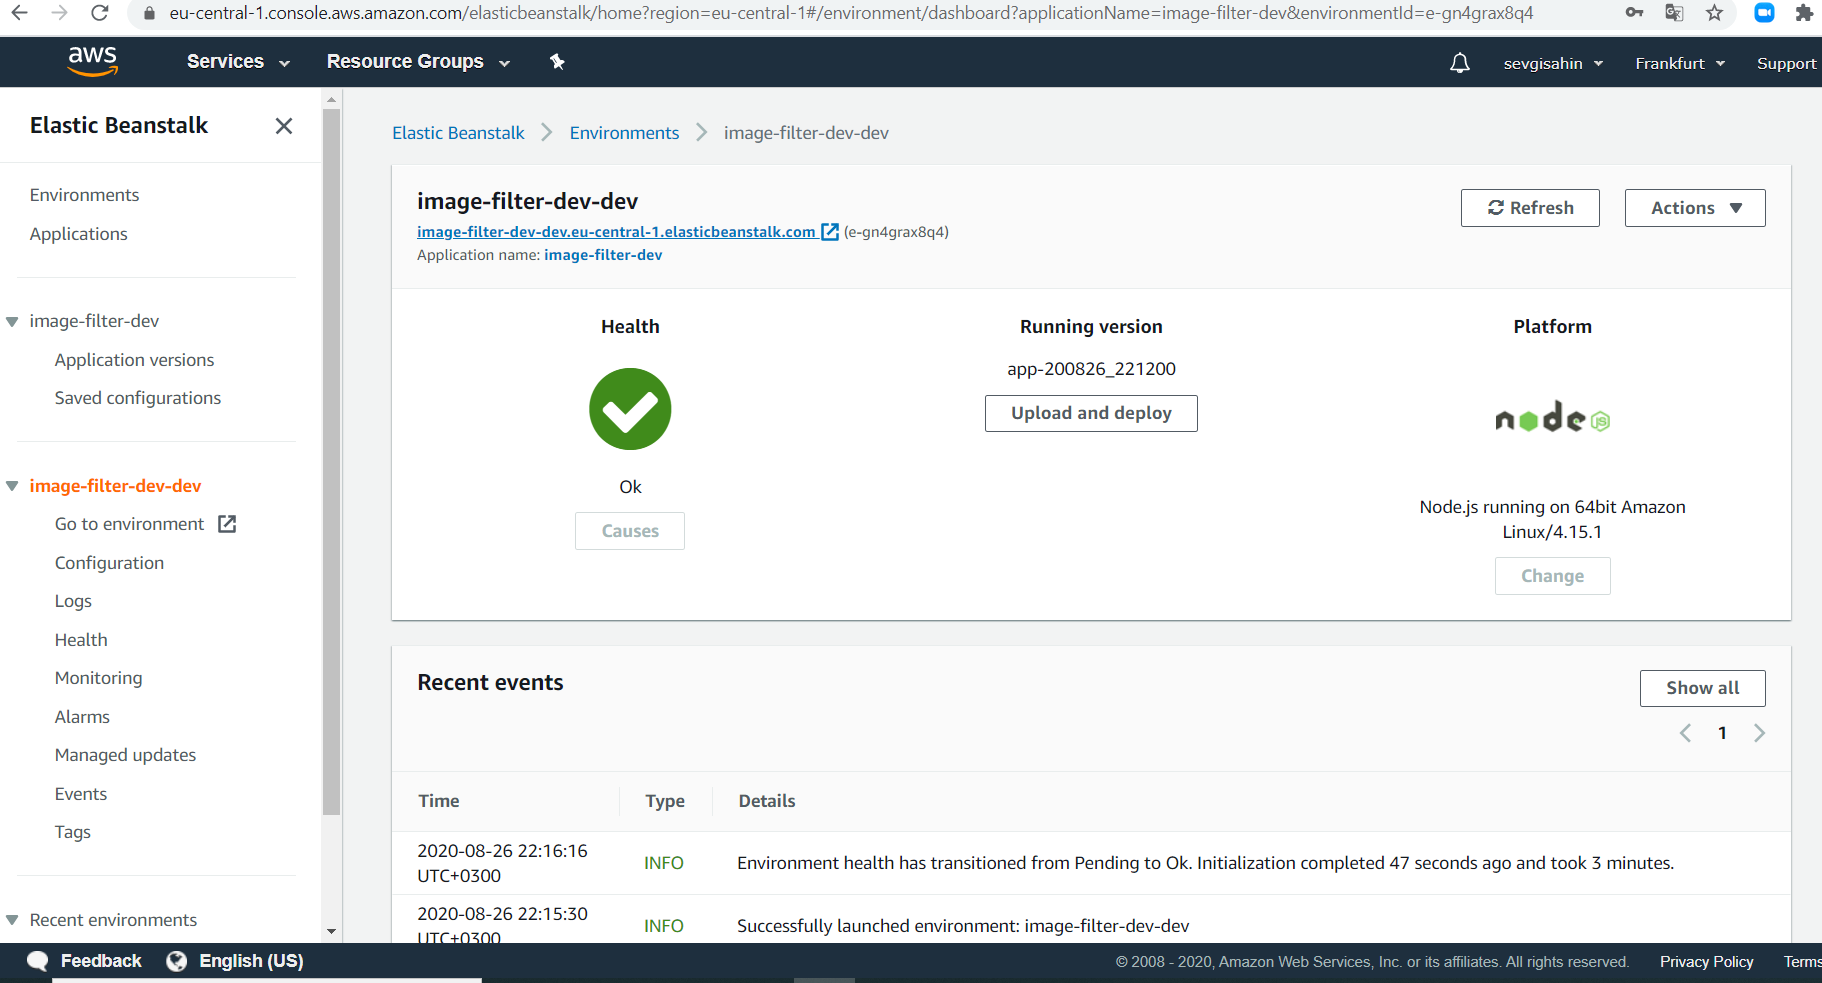 eu-central-1.console.aws.amazon.com/elasticbeanstalk/home?region=eu-central-1#/environment/dashboard?applicationName=image-filter-dev&environmentId=e-gn4grax8q4
aws
Services
Resource Groups
sevgisahin
Frankfurt
Support
Elastic Beanstalk
Environments
Applications
image-filter-dev
Application versions
Saved configurations
image-filter-dev-dev
Go to environment
Configuration
Logs
Health
Monitoring
Alarms
Managed updates
Events
Tags
Recent environments
Elastic Beanstalk
Environments
image-filter-dev-dev
image-filter-dev-dev
image-filter-dev-dev.eu-central-1.elasticbeanstalk.com (e-gn4grax8q4)
Application name: image-filter-dev
Refresh
Actions
Health
Ok
Causes
Running version
app-200826_221200
Upload and deploy
Platform
node JS
Node.js running on 64bit Amazon
Linux/4.15.1
Change
Recent events
Show all
1
Time
Type
Details
2020-08-26 22:16:16
UTC+0300
INFO
Environment health has transitioned from Pending to Ok. Initialization completed 47 seconds ago and took 3 minutes.
2020-08-26 22:15:30
UTC+0300
INFO
Successfully launched environment: image-filter-dev-dev
Feedback
English (US)
© 2008 - 2020, Amazon Web Services, Inc. or its affiliates. All rights reserved.
Privacy Policy
Terms